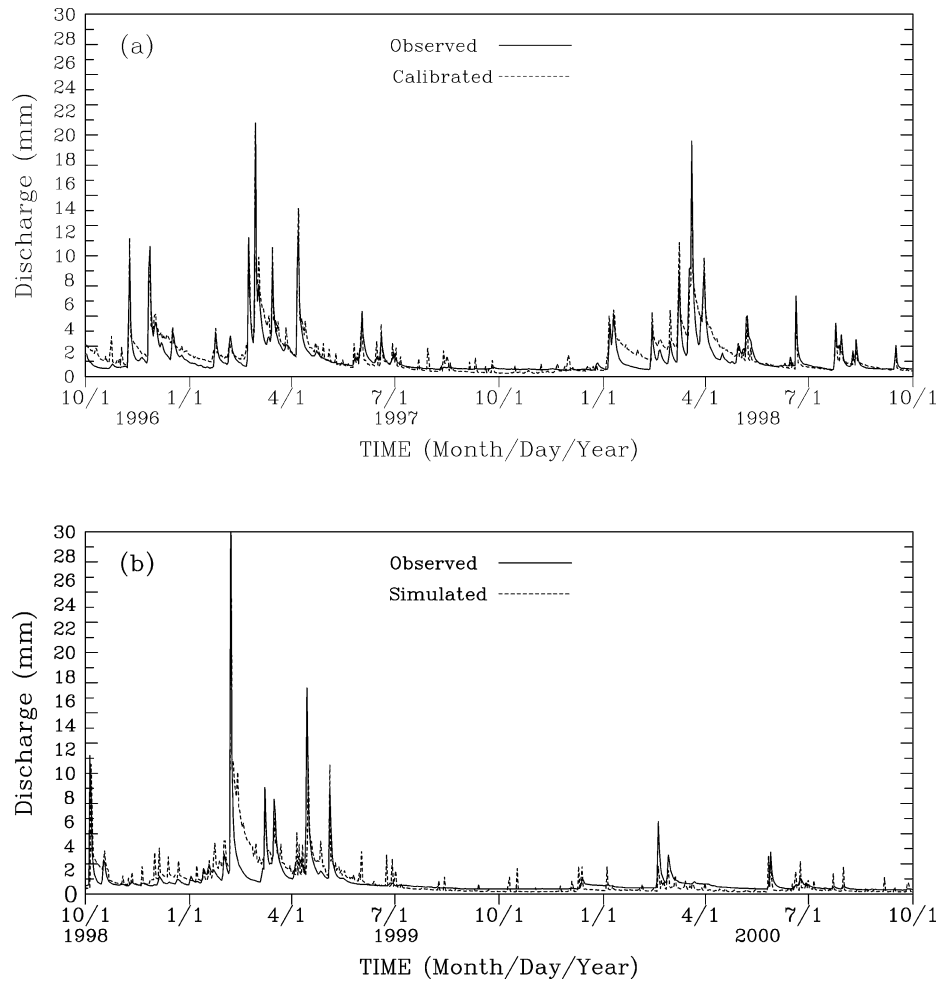 (a)
Observed
Calibrated
Discharge (mm)
30
28
26
24
22
20
18
16
14
12
10
8
6
4
2
0
10/1 1/1 4/1 7/1 10/1 1/1 4/1 7/1 10/1
1996 1997 1998
TIME (Month/Day/Year)
(b)
Observed
Simulated
Discharge (mm)
30
28
26
24
22
20
18
16
14
12
10
8
6
4
2
0
10/1 1/1 4/1 7/1 10/1 1/1 4/1 7/1 10/1
1998 1999 2000
TIME (Month/Day/Year)